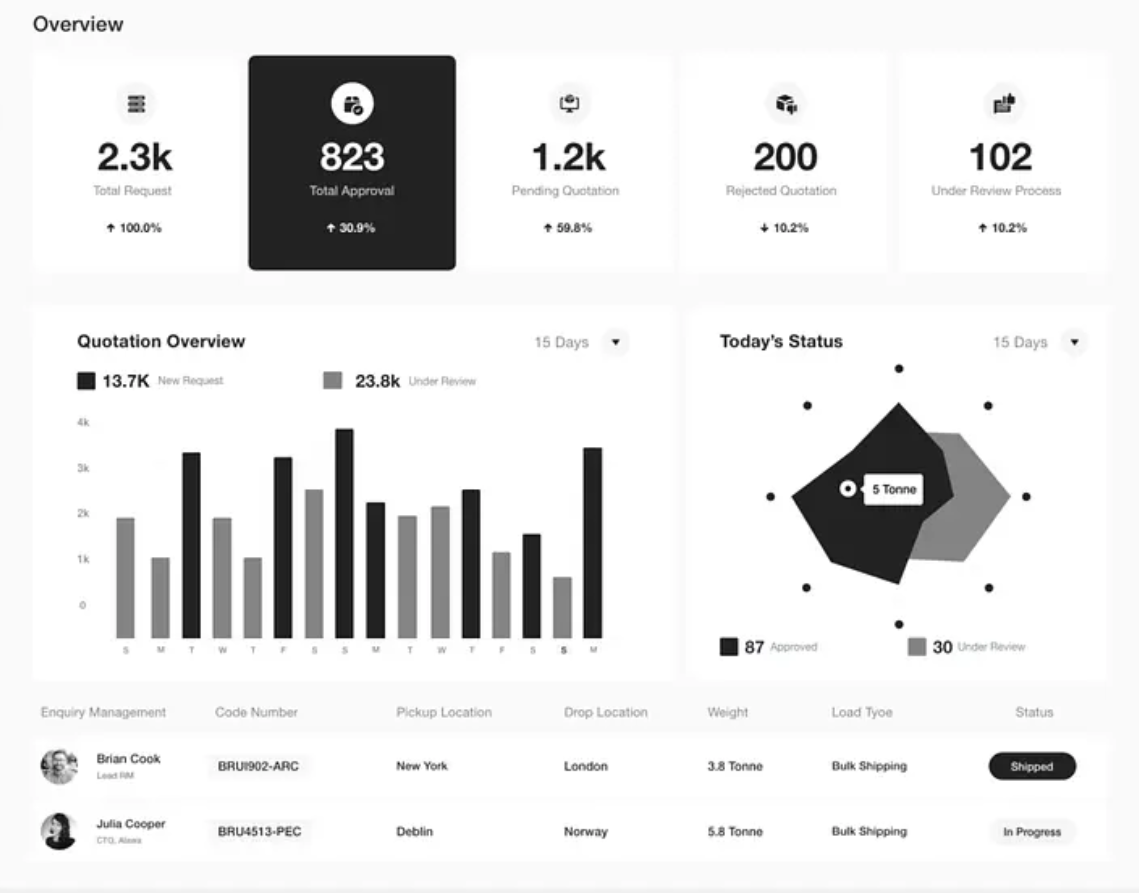 Overview
2.3k
Total Request
↑ 100.0%
823
Total Approval
↑ 30.9%
1.2k
Pending Quotation
↑ 59.8%
200
Rejected Quotation
↓ 10.2%
102
Under Review Process
↑ 10.2%
Quotation Overview
15 Days
13.7K New Request
23.8k Under Review
4k
3k
2k
1k
0
S M T W T F S S M T W T F S S M
Today's Status
15 Days
5 Tonne
87 Approved
30 Under Review
Enquiry Management Code Number Pickup Location Drop Location Weight Load Tyoe Status
Brian Cook
Lead RM
BRUI902-ARC New York London 3.8 Tonne Bulk Shipping Shipped
Julia Cooper
CTO,
BRU4513-PEC Deblin Norway 5.8 Tonne Bulk Shipping In Progress